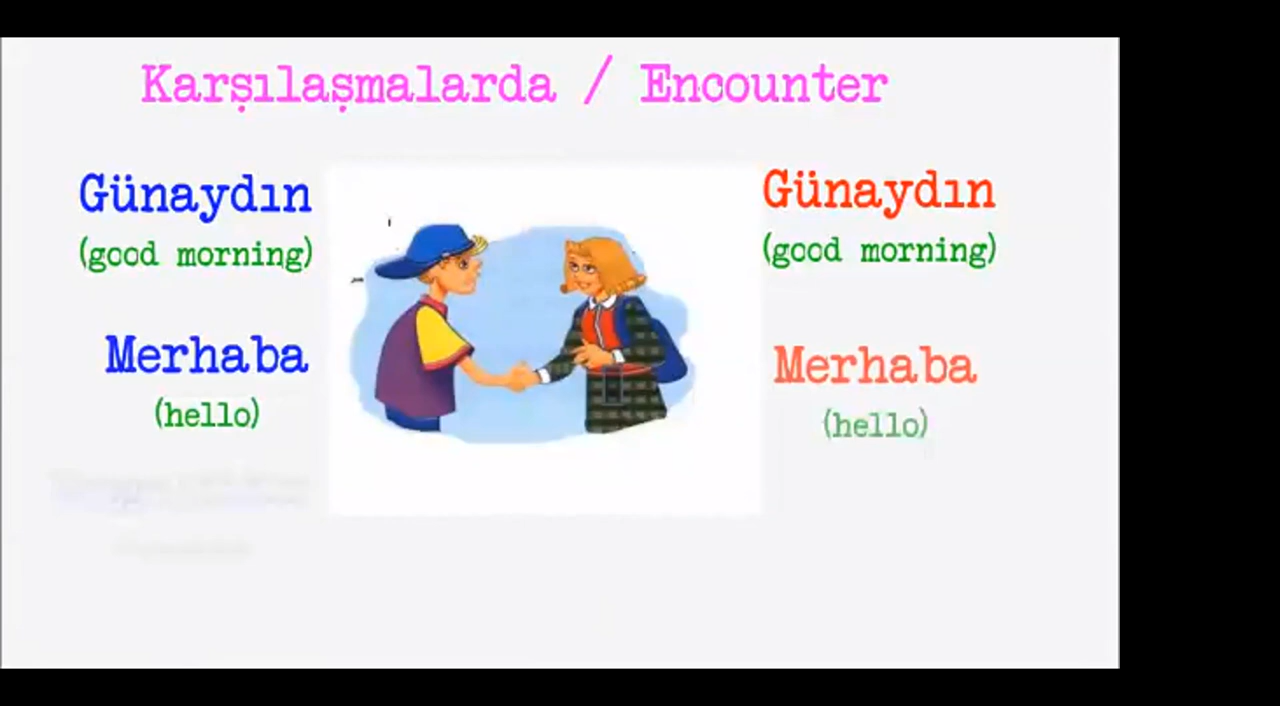 Karşılaşmalarda / Encounter
Günaydın
(good morning)
Merhaba
(hello)
Günaydın
(good morning)
Merhaba
(hello)